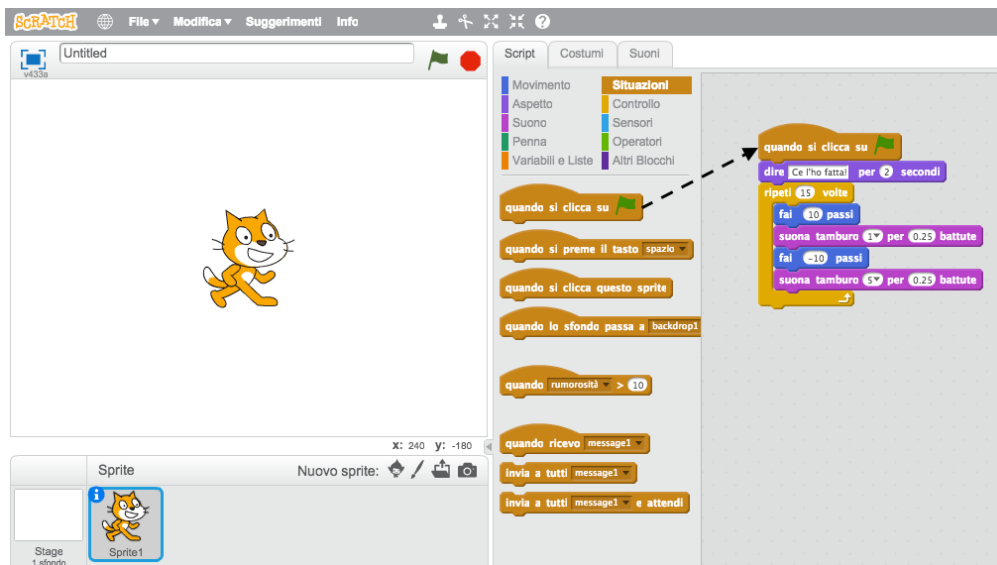 SCRATCH File Modifica Suggerimenti Info
Untitled
v433a
Script Costumi Suoni
Movimento Situazioni
Aspetto Controllo
Suono Sensori
Penna Operatori
Variabili e Liste Altri Blocchi
quando si clicca su
quando si preme il tasto spazio
quando si clicca questo sprite
quando lo sfondo passa a backdrop1
quando rumorosità > 10
quando ricevo message1
invia a tutti message1
invia a tutti message1 e attendi
quando si clicca su
dire Ce l'ho fatta! per 2 secondi
ripeti 15 volte
fai 10 passi
suona tamburo 1 per 0.25 battute
fai -10 passi
suona tamburo 5 per 0.25 battute
x: 240 y: -180
Sprite Nuovo sprite:
Stage
1 sfondo
Sprite1